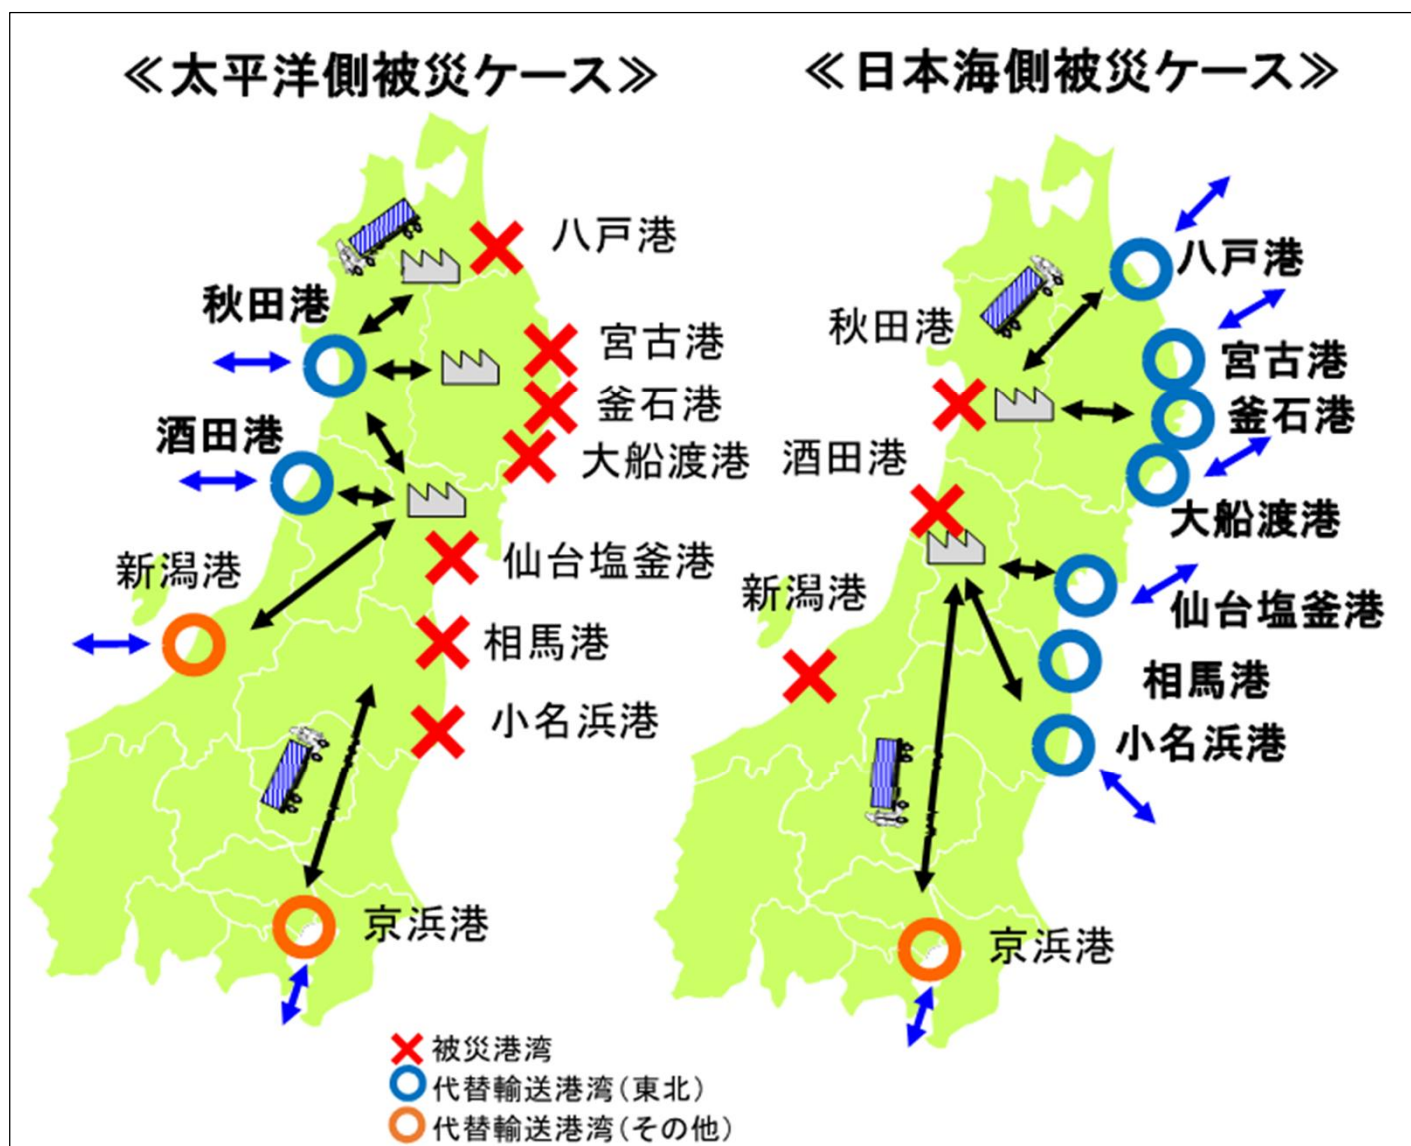 ≪太平洋側被災ケース≫
八戸港
秋田港
宮古港
釜石港
酒田港
大船渡港
新潟港
仙台塩釜港
相馬港
小名浜港
京浜港
≪日本海側被災ケース≫
八戸港
秋田港
宮古港
釜石港
酒田港
大船渡港
新潟港
仙台塩釜港
相馬港
小名浜港
京浜港
被災港湾
代替輸送港湾(東北)
代替輸送港湾(その他)